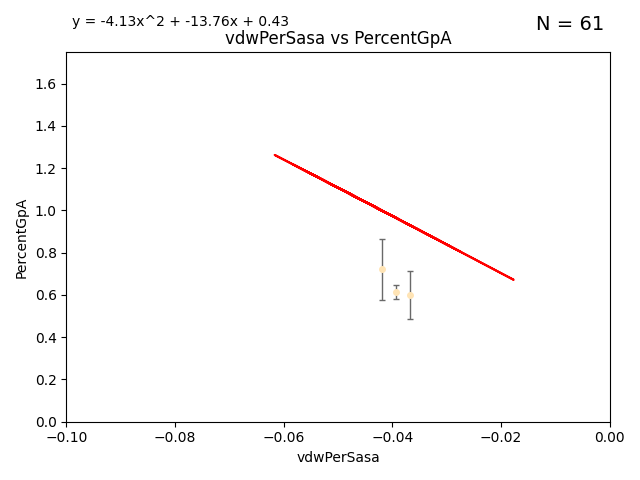 y = -4.13x^2 + -13.76x + 0.43
N = 61
vdwPerSasa vs PercentGpA
1.6
1.4
1.2
1.0
0.8
0.6
0.4
0.2
0.0
PercentGpA
−0.10 −0.08 −0.06 −0.04 −0.02 0.00
vdwPerSasa